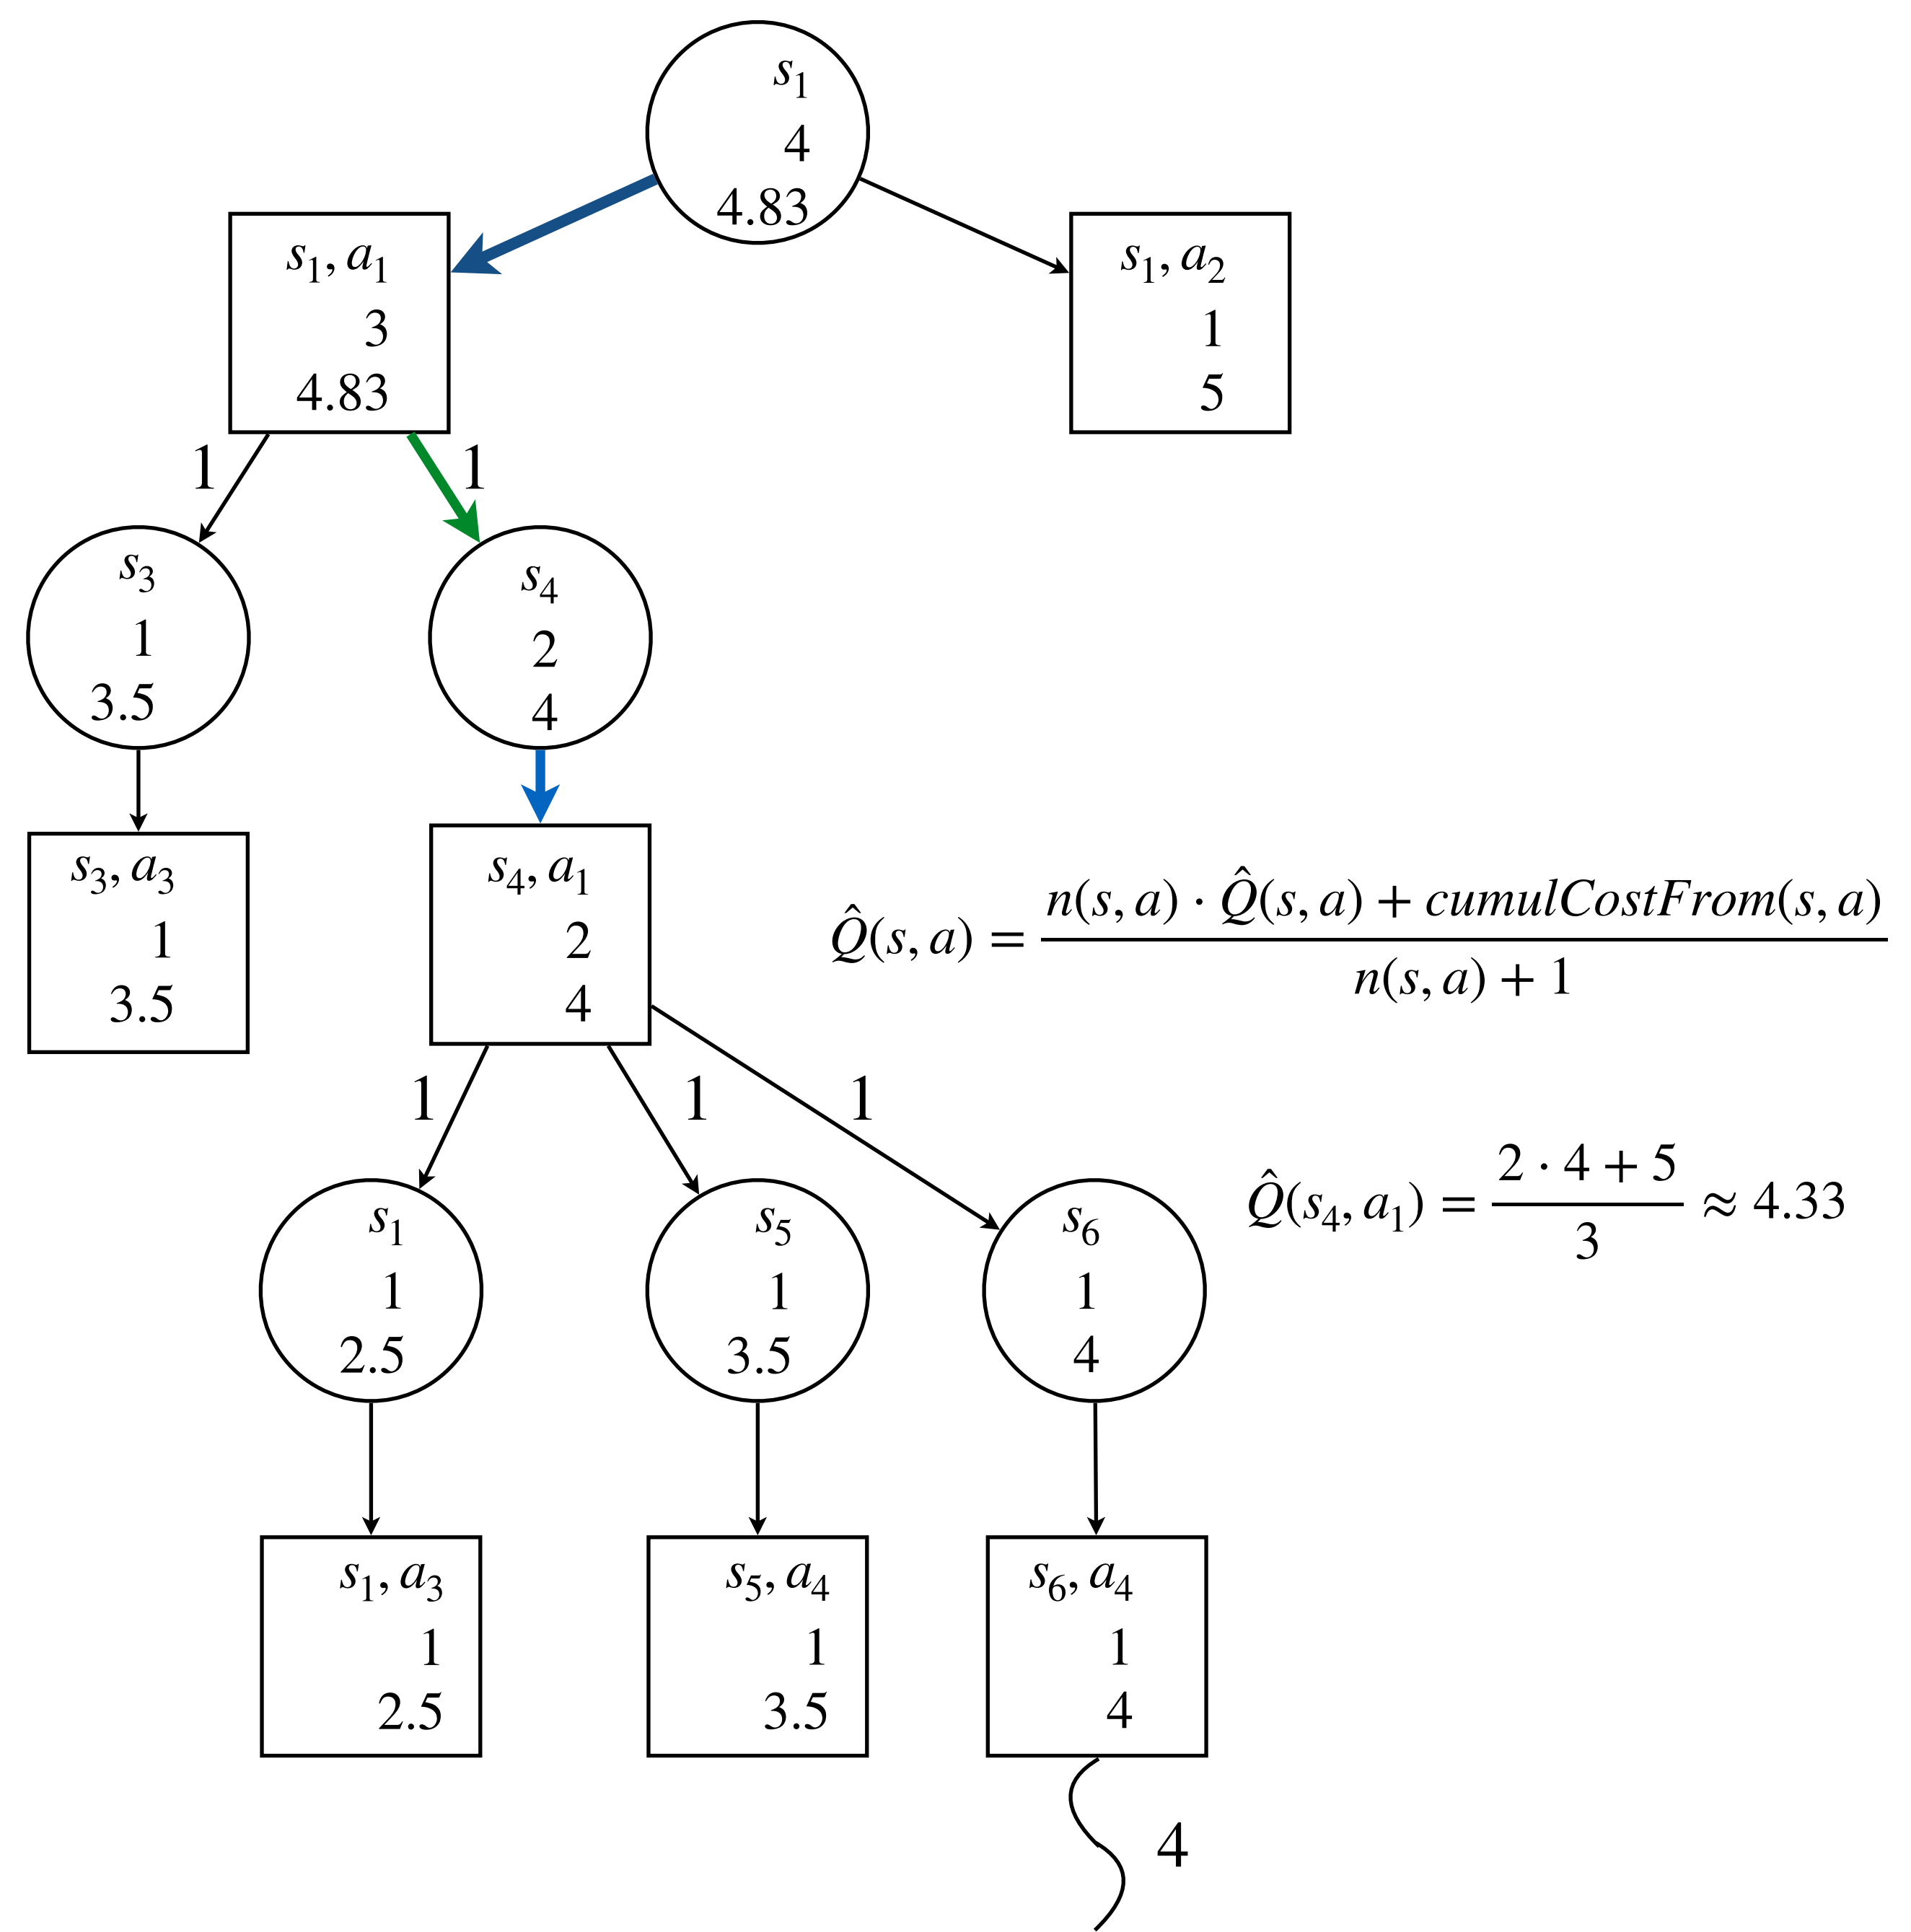 s₁
4
4.83
s₁, a₁
3
4.83
s₁, a₂
1
5
1
1
s₃
1
3.5
s₄
2
4
s₃, a₃
1
3.5
s₄, a₁
2
4
Q̂(s, a) = (n(s, a) · Q̂(s, a) + cumulCostFrom(s, a)) / (n(s, a) + 1)
1
1
1
Q̂(s₄, a₁) = (2 · 4 + 5) / 3 ≈ 4.33
s₁
1
2.5
s₅
1
3.5
s₆
1
4
s₁, a₃
1
2.5
s₅, a₄
1
3.5
s₆, a₄
1
4
4